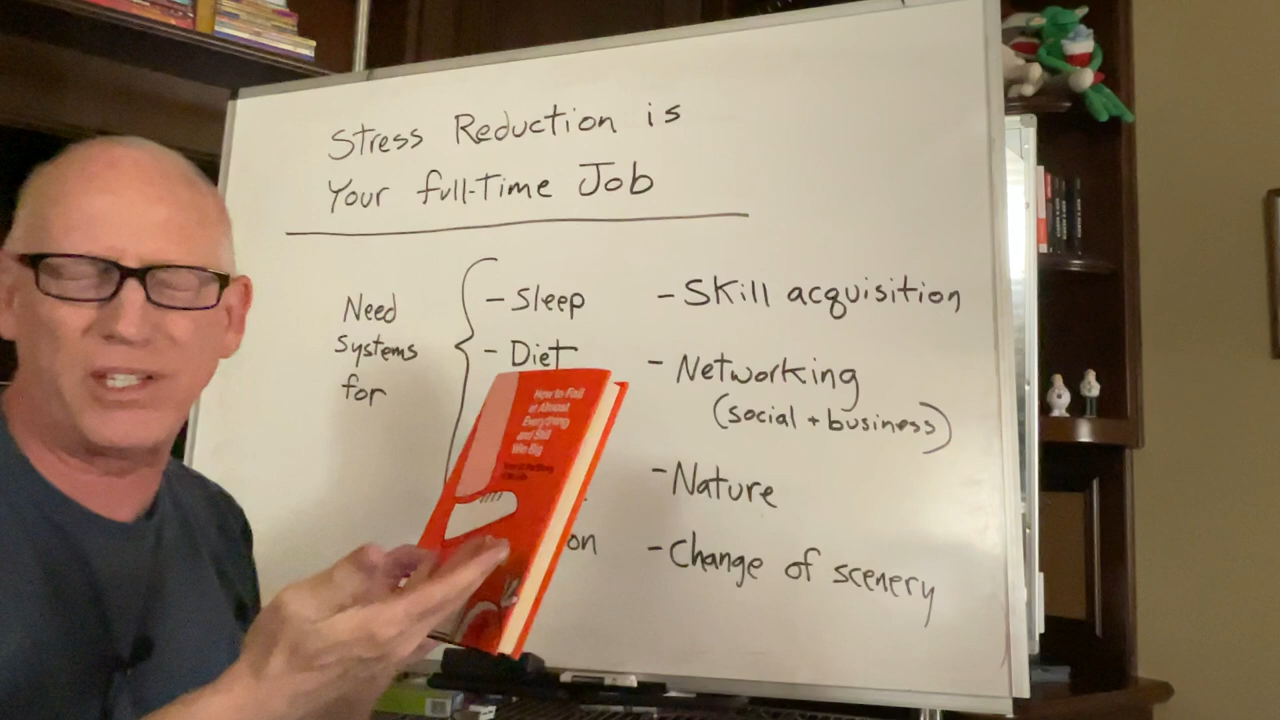 Stress Reduction is
Your full-Time Job
Need
Systems
for
- Sleep
- Diet
on
- Skill acquisition
- Networking
(social + business)
- Nature
- Change of scenery
How to Fail
at Almost
Everything
and Still
Win Big